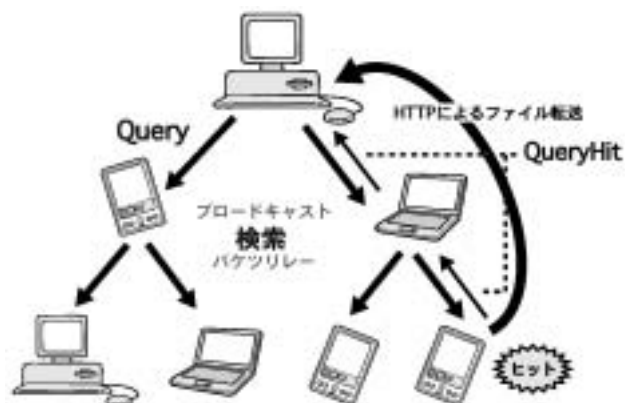 HTTPによるファイル転送
Query
QueryHit
ブロードキャスト
検索
バケツリレー
ヒット